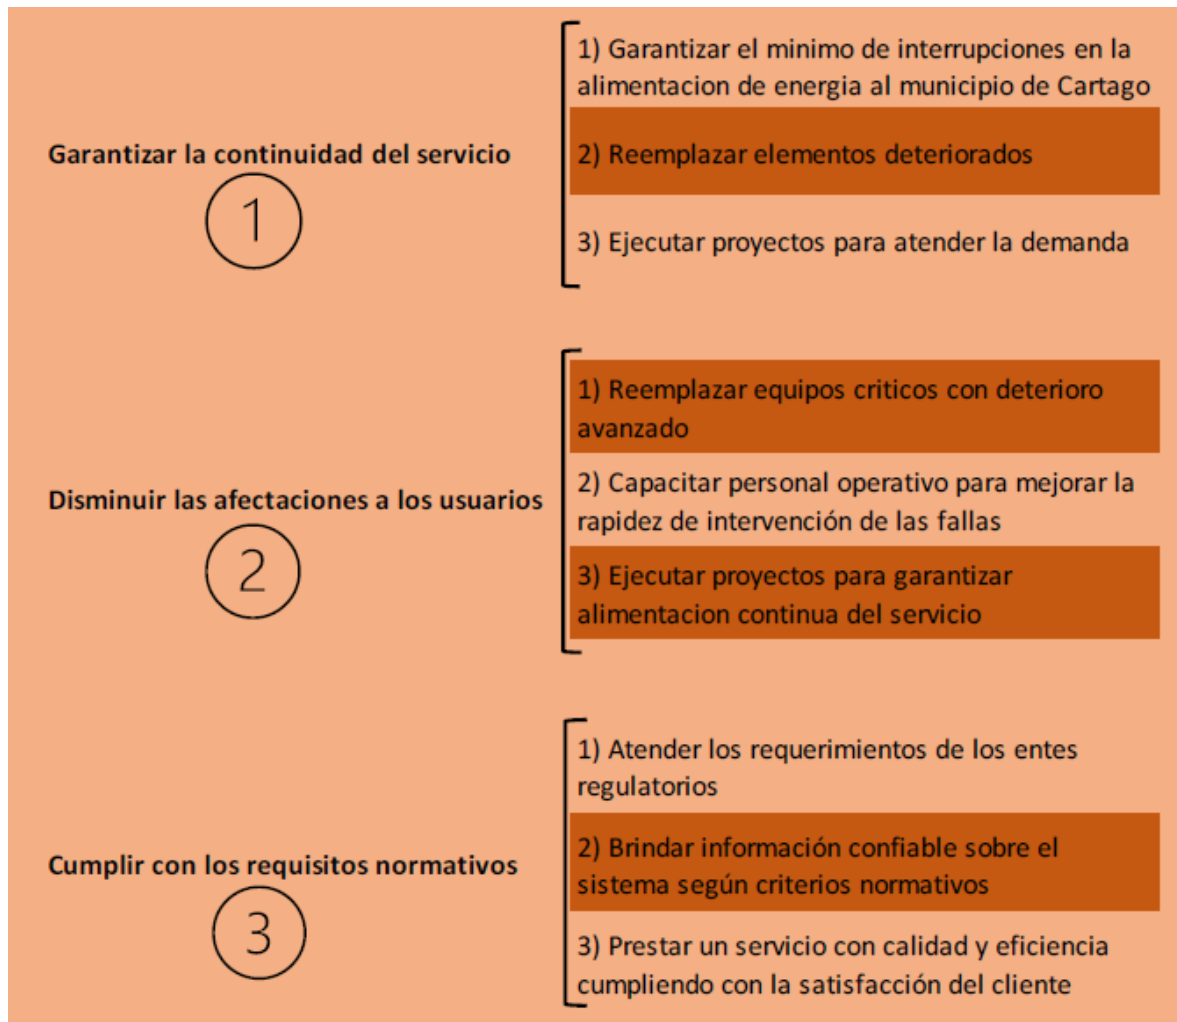 Garantizar la continuidad del servicio
1
1) Garantizar el minimo de interrupciones en la
alimentacion de energia al municipio de Cartago
2) Reemplazar elementos deteriorados
3) Ejecutar proyectos para atender la demanda
Disminuir las afectaciones a los usuarios
2
1) Reemplazar equipos criticos con deterioro
avanzado
2) Capacitar personal operativo para mejorar la
rapidez de intervención de las fallas
3) Ejecutar proyectos para garantizar
alimentacion continua del servicio
Cumplir con los requisitos normativos
3
1) Atender los requerimientos de los entes
regulatorios
2) Brindar información confiable sobre el
sistema según criterios normativos
3) Prestar un servicio con calidad y eficiencia
cumpliendo con la satisfacción del cliente